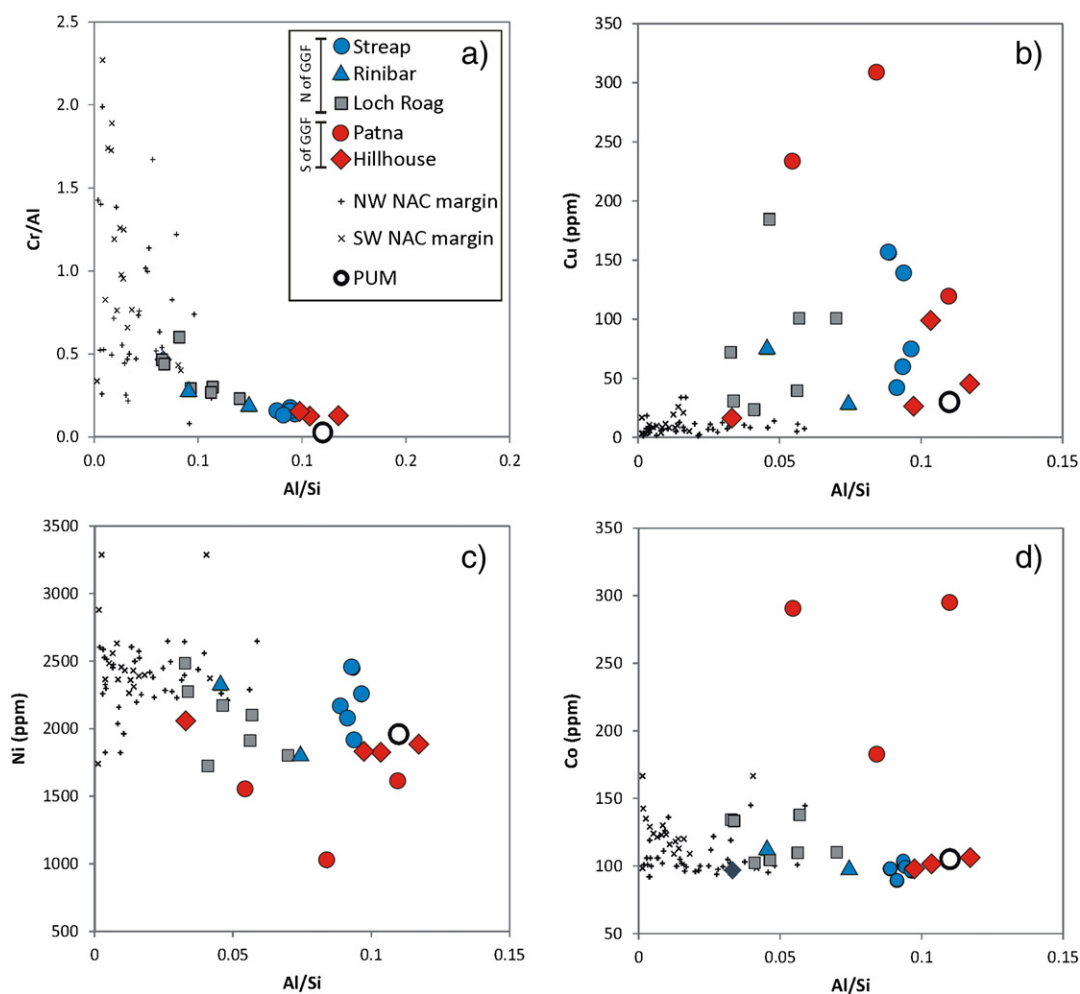 a)
2.5
2.0
1.5
1.0
0.5
0.0
Cr/Al
0.0 0.1 0.1 0.2 0.2
Al/Si
N of GGF
S of GGF
Streap
Rinibar
Loch Roag
Patna
Hillhouse
NW NAC margin
SW NAC margin
PUM
b)
350
300
250
200
150
100
50
0
Cu (ppm)
0 0.05 0.1 0.15
Al/Si
c)
3500
3000
2500
2000
1500
1000
500
Ni (ppm)
0 0.05 0.1 0.15
Al/Si
d)
350
300
250
200
150
100
50
Co (ppm)
0 0.05 0.1 0.15
Al/Si